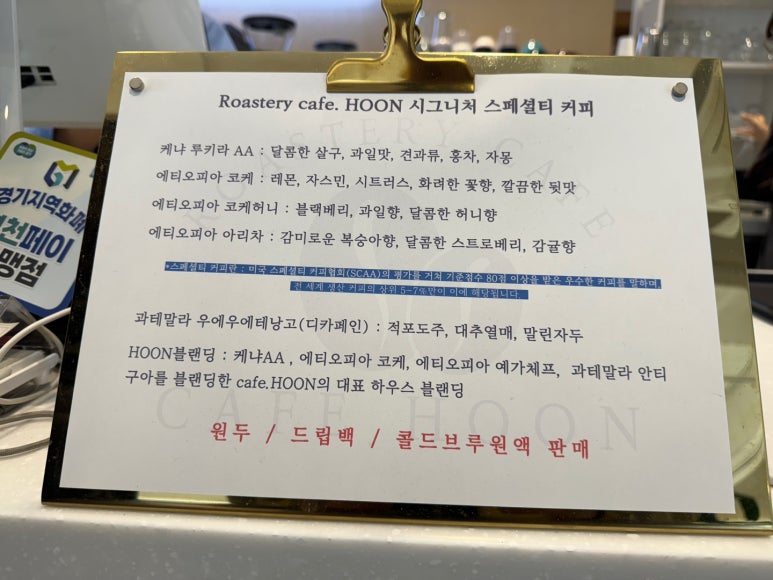 Roastery cafe. HOON 시그니처 스페셜티 커피
케냐 루키라 AA : 달콤한 살구, 과일맛, 견과류, 홍차, 자몽
에티오피아 코케 : 레몬, 자스민, 시트러스, 화려한 꽃향, 깔끔한 뒷맛
에티오피아 코케허니 : 블랙베리, 과일향, 달콤한 허니향
에티오피아 아리차 : 감미로운 복숭아향, 달콤한 스트로베리, 감귤향
*스페셜티 커피란 : 미국 스페셜티 커피협회(SCAA)의 평가를 거쳐 기준점수 80점 이상을 받은 우수한 커피를 말하며,
전 세계 생산 커피의 상위 5~7%만이 이에 해당됩니다.
과테말라 우에우에테낭고(디카페인) : 적포도주, 대추열매, 말린자두
HOON블랜딩 : 케냐AA , 에티오피아 코케, 에티오피아 예가체프, 과테말라 안티
구아를 블랜딩한 cafe.HOON의 대표 하우스 블랜딩
원두 / 드립백 / 콜드브루원액 판매
ROASTERY CAFE
CAFE HOON
경기지역화폐
페이
맹점